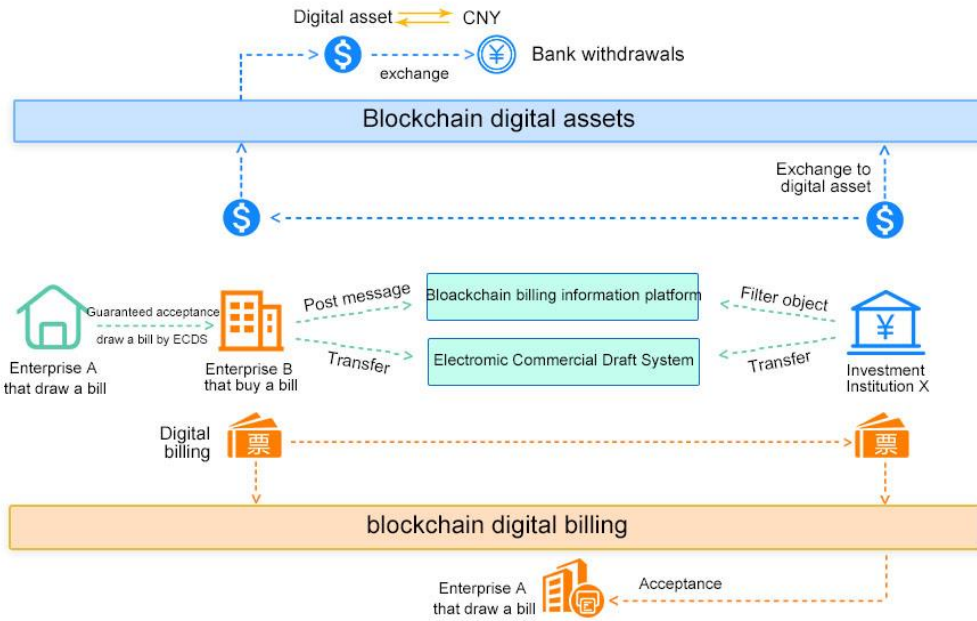 Digital asset CNY
exchange
Bank withdrawals
Blockchain digital assets
Exchange to
digital asset
Guaranteed acceptance
draw a bill by ECDS
Enterprise A
that draw a bill
Enterprise B
that buy a bill
Post message
Transfer
Bloackchain billing information platform
Electromic Commercial Draft System
Filter object
Transfer
¥
Investment
Institution X
Digital
billing
票
票
blockchain digital billing
Enterprise A
that draw a bill
Acceptance